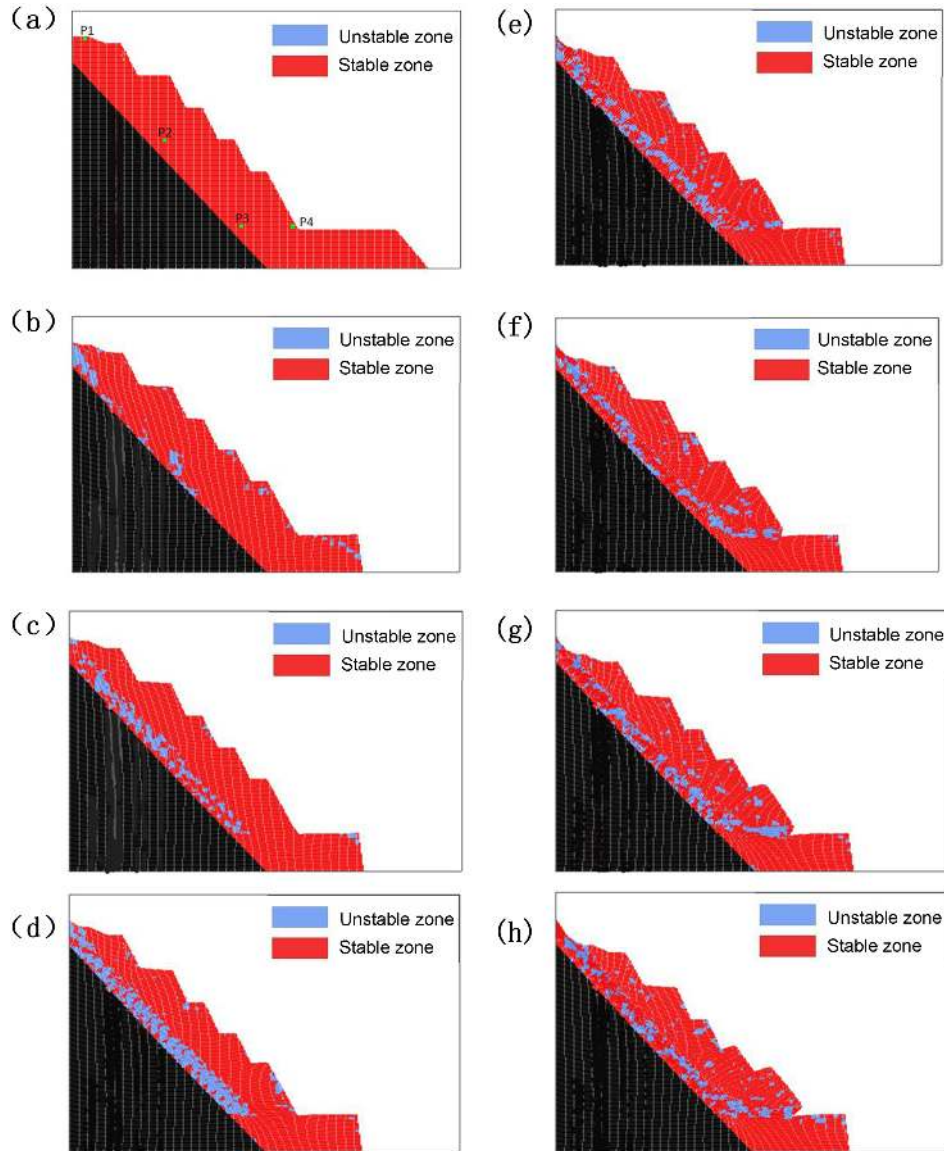 (a)
P1
Unstable zone
Stable zone
P2
P3
P4
(b)
Unstable zone
Stable zone
(c)
Unstable zone
Stable zone
(d)
Unstable zone
Stable zone
(e)
Unstable zone
Stable zone
(f)
Unstable zone
Stable zone
(g)
Unstable zone
Stable zone
(h)
Unstable zone
Stable zone